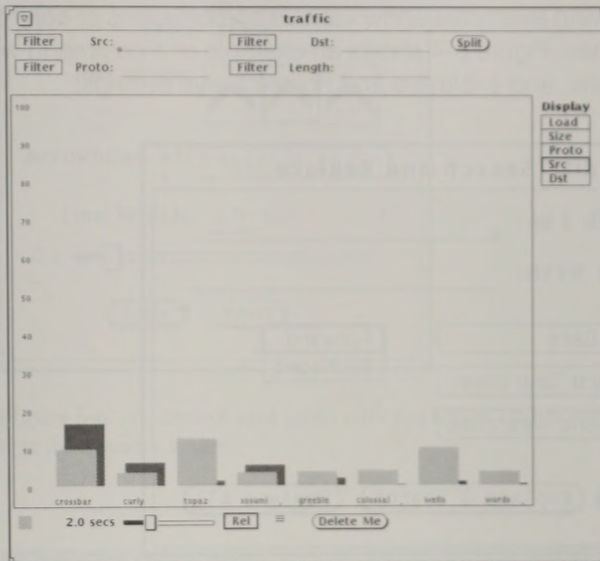 traffic
Filter Src: Filter Dst: Split
Filter Proto: Filter Length:
Display
Load
Size
Proto
Src
Dst
100
90
80
70
60
50
40
30
20
10
0
crossbar curly topaz xosumi greeble colossal wells words
2.0 secs Rel Delete Me